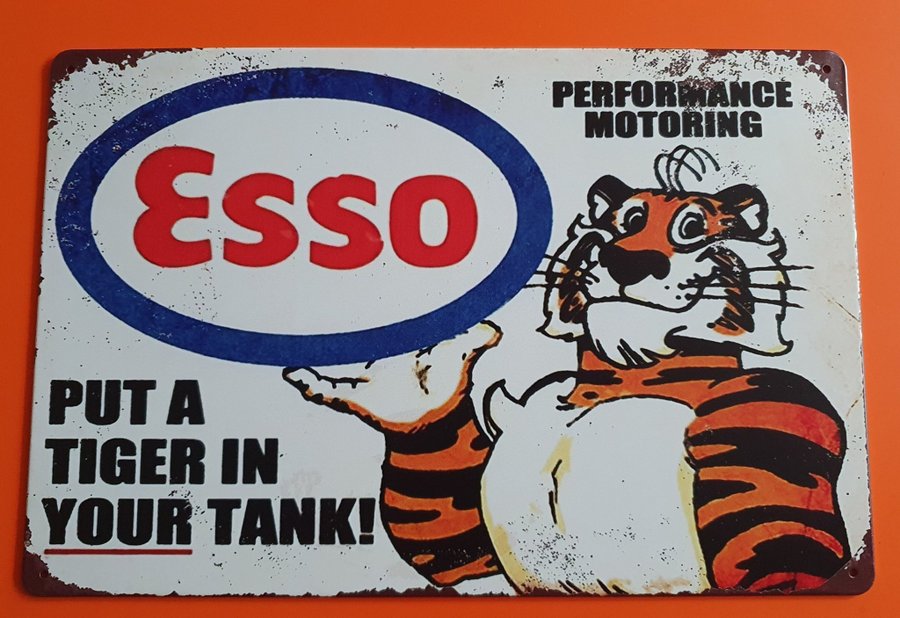 Esso
PERFORMANCE
MOTORING
PUT A
TIGER IN
YOUR TANK!